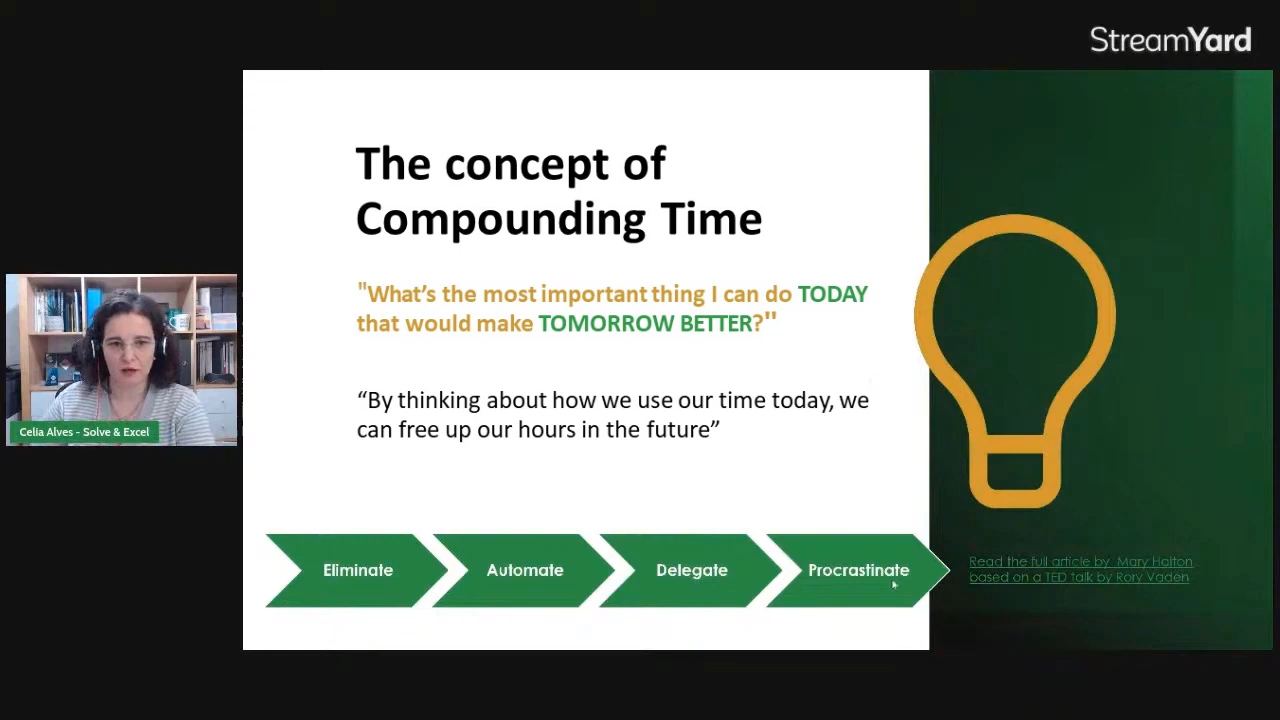 StreamYard
The concept of
Compounding Time
"What's the most important thing I can do TODAY
that would make TOMORROW BETTER?"
“By thinking about how we use our time today, we
can free up our hours in the future”
Celia Alves - Solve & Excel
Eliminate
Automate
Delegate
Procrastinate
Read the full article by Mary Halton
based on a TED talk by Rory Vaden